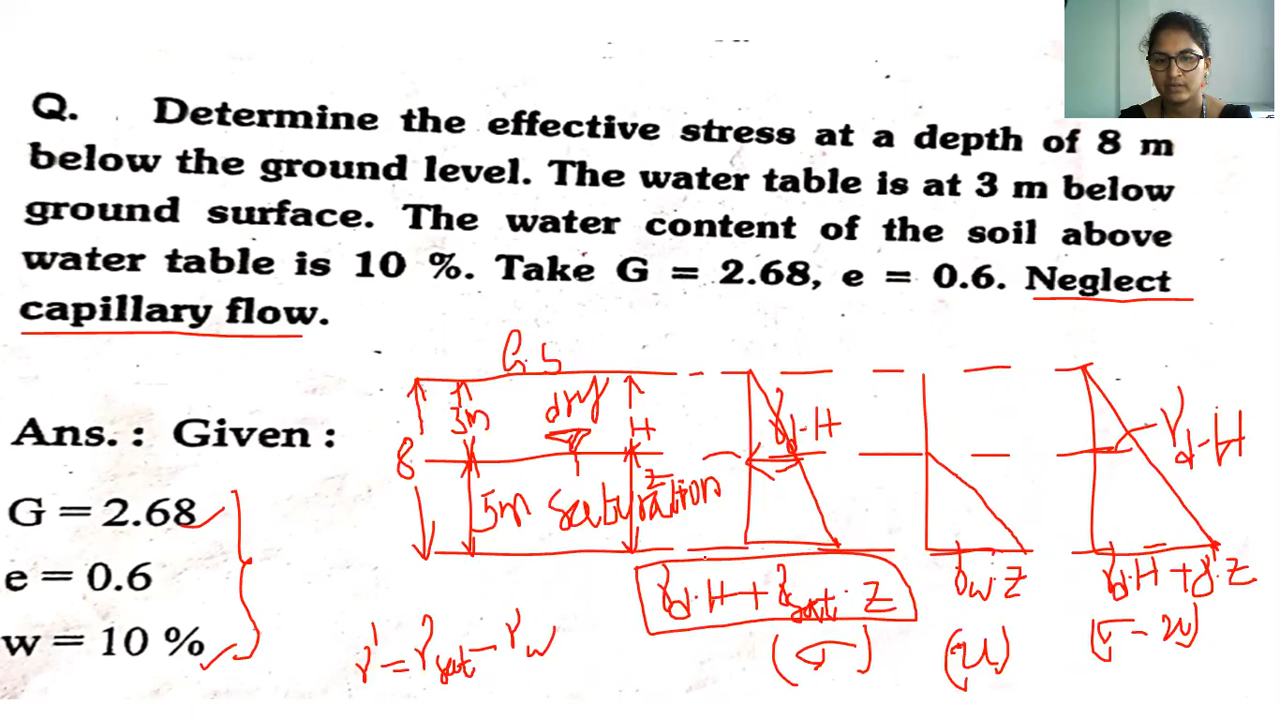 Q. Determine the effective stress at a depth of 8 m
below the ground level. The water table is at 3 m below
ground surface. The water content of the soil above
water table is 10 %. Take G = 2.68, e = 0.6. Neglect
capillary flow.
G.S
3m
dry
H
8
5m
saturation
z
γd·H
γd·H
Ans. : Given :
G = 2.68
e = 0.6
w = 10 %
γ' = γsat - γw
γd·H + γsat·Z
γw·Z
γd·H + γ'·Z
(σ)
(u)
(σ - u)